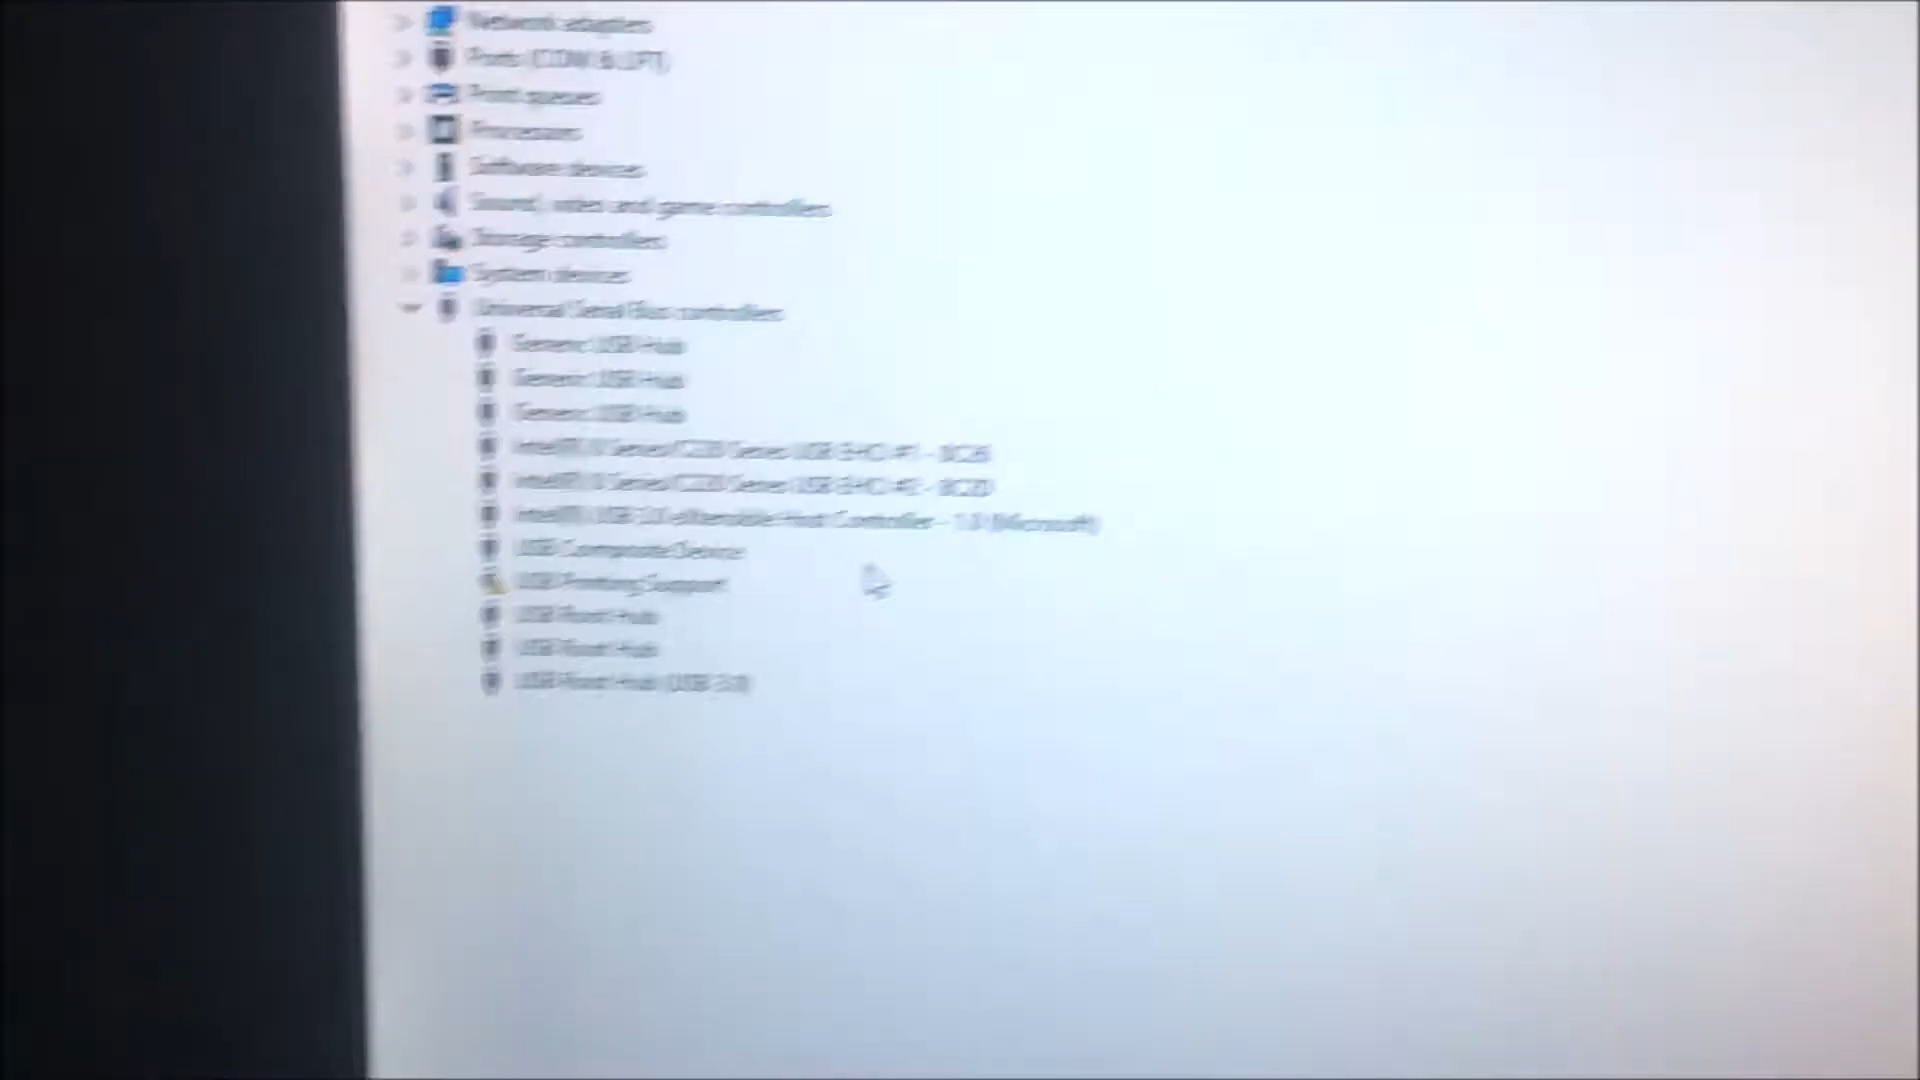 Network adapters
Ports (COM & LPT)
Print queues
Processors
Software devices
Sound, video and game controllers
Storage controllers
System devices
Universal Serial Bus controllers
Generic USB Hub
Generic USB Hub
Generic USB Hub
Intel(R) 8 Series/C220 Series USB EHCI #1 - 8C26
Intel(R) 8 Series/C220 Series USB EHCI #2 - 8C2D
Intel(R) USB 3.0 eXtensible Host Controller - 1.0 (Microsoft)
USB Composite Device
USB Printing Support
USB Root Hub
USB Root Hub
USB Root Hub (USB 3.0)